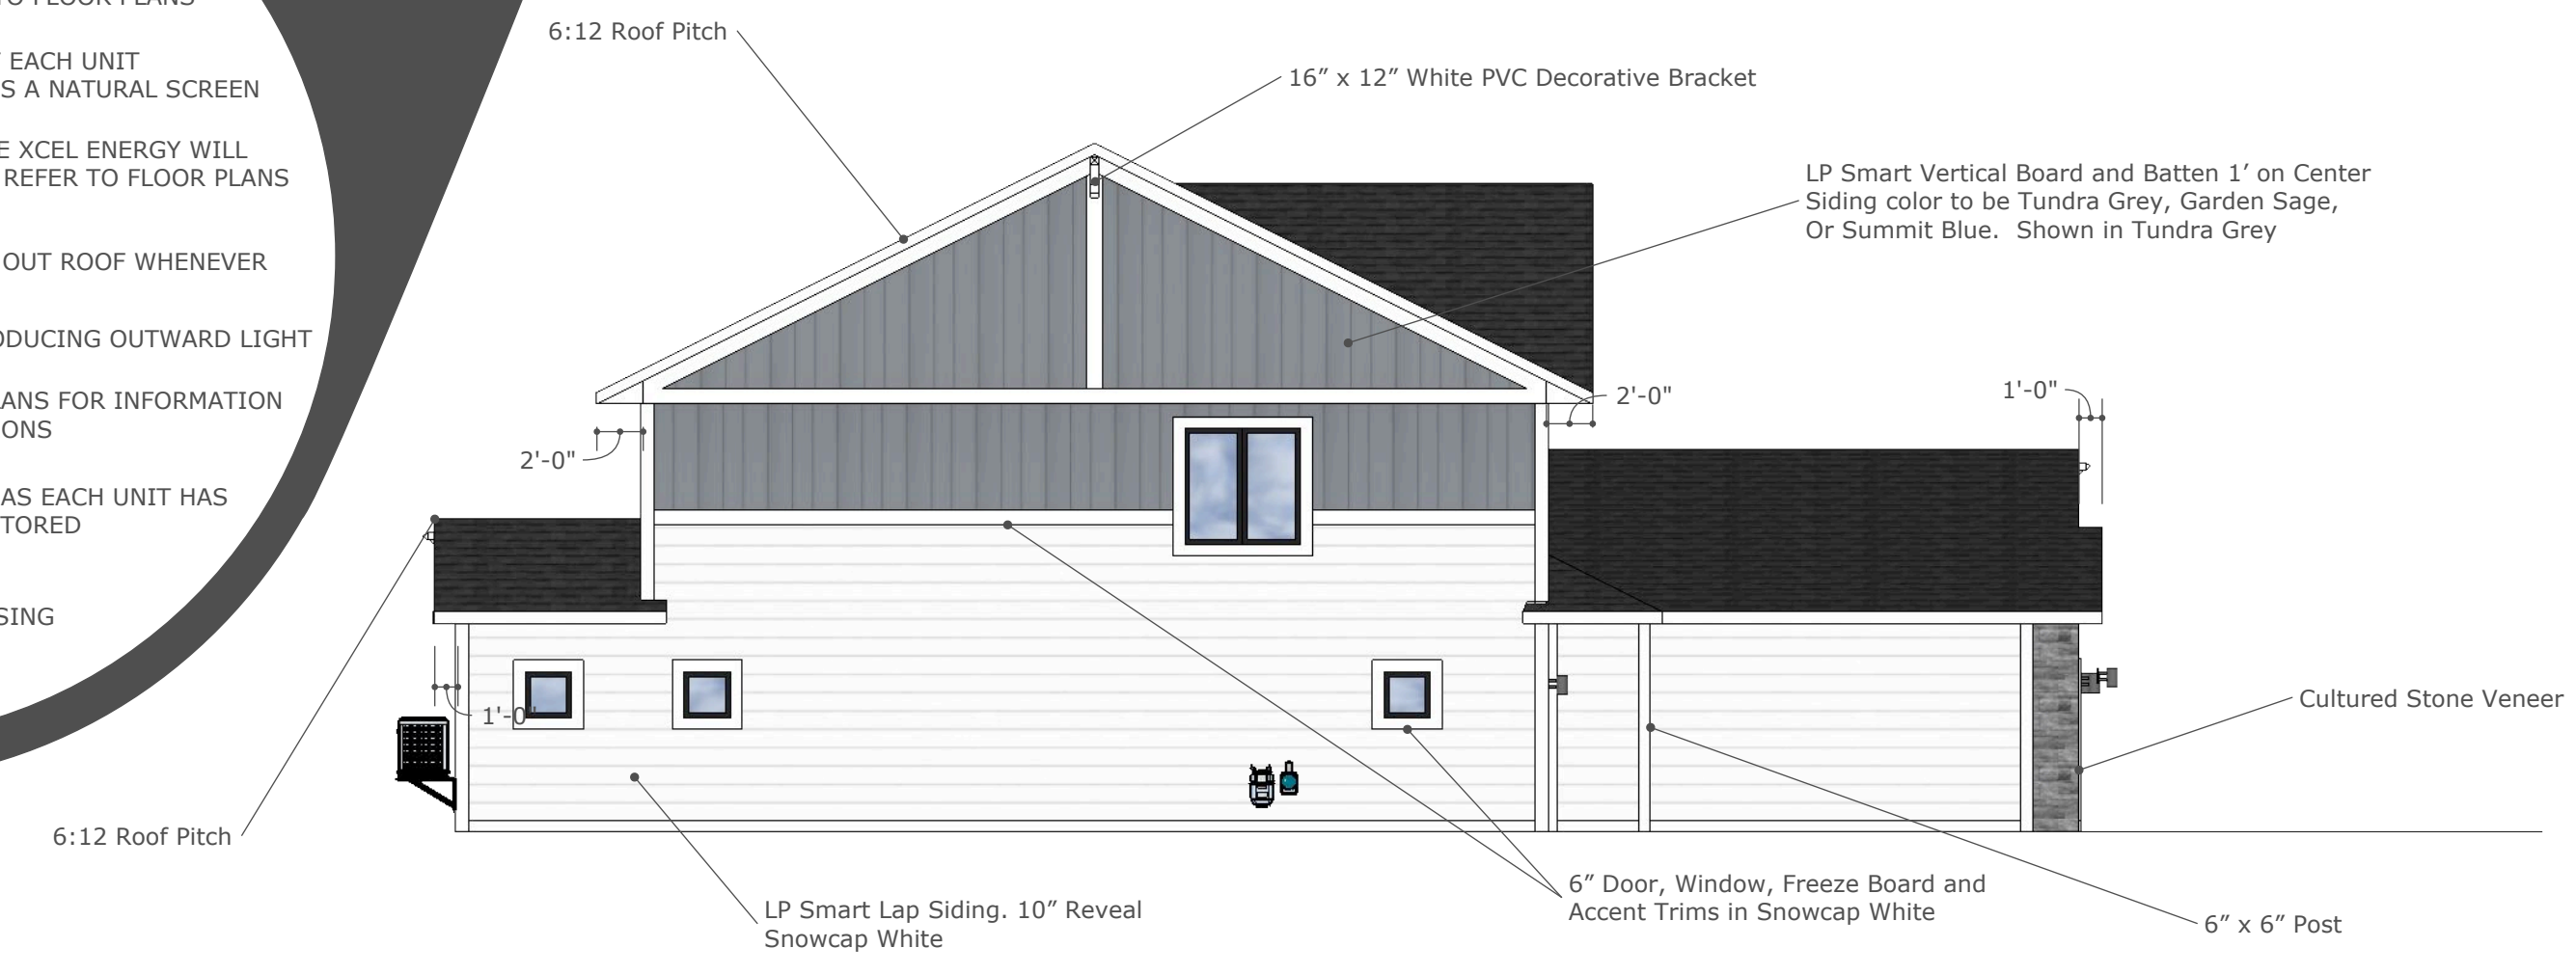 TO FLOOR PLANS
EACH UNIT
S A NATURAL SCREEN
E XCEL ENERGY WILL
REFER TO FLOOR PLANS
OUT ROOF WHENEVER
ODUCING OUTWARD LIGHT
ANS FOR INFORMATION
ONS
AS EACH UNIT HAS
TORED
SING
6:12 Roof Pitch
16” x 12” White PVC Decorative Bracket
LP Smart Vertical Board and Batten 1’ on Center
Siding color to be Tundra Grey, Garden Sage,
Or Summit Blue.  Shown in Tundra Grey
2'-0"
2'-0"
1'-0"
1'-0"
Cultured Stone Veneer
6:12 Roof Pitch
LP Smart Lap Siding. 10” Reveal
Snowcap White
6” Door, Window, Freeze Board and
Accent Trims in Snowcap White
6” x 6” Post